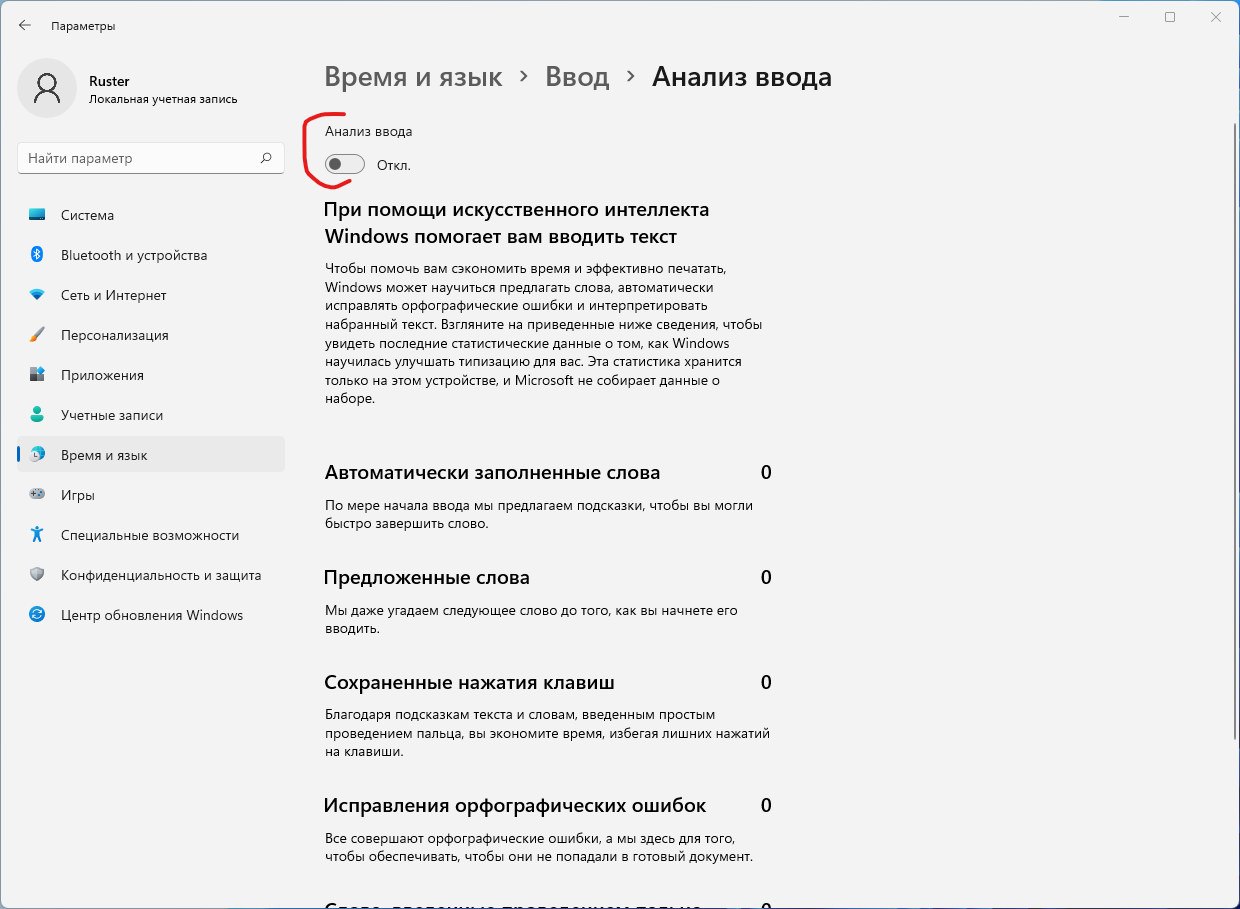 Параметры
Ruster
Локальная учетная запись
Найти параметр
Система
Bluetooth и устройства
Сеть и Интернет
Персонализация
Приложения
Учетные записи
Время и язык
Игры
Специальные возможности
Конфиденциальность и защита
Центр обновления Windows
Время и язык › Ввод › Анализ ввода
Анализ ввода
Откл.
При помощи искусственного интеллекта
Windows помогает вам вводить текст
Чтобы помочь вам сэкономить время и эффективно печатать,
Windows может научиться предлагать слова, автоматически
исправлять орфографические ошибки и интерпретировать
набранный текст. Взгляните на приведенные ниже сведения, чтобы
увидеть последние статистические данные о том, как Windows
научилась улучшать типизацию для вас. Эта статистика хранится
только на этом устройстве, и Microsoft не собирает данные о
наборе.
Автоматически заполненные слова 0
По мере начала ввода мы предлагаем подсказки, чтобы вы могли
быстро завершить слово.
Предложенные слова 0
Мы даже угадаем следующее слово до того, как вы начнете его
вводить.
Сохраненные нажатия клавиш 0
Благодаря подсказкам текста и словам, введенным простым
проведением пальца, вы экономите время, избегая лишних нажатий
на клавиши.
Исправления орфографических ошибок 0
Все совершают орфографические ошибки, а мы здесь для того,
чтобы обеспечивать, чтобы они не попадали в готовый документ.